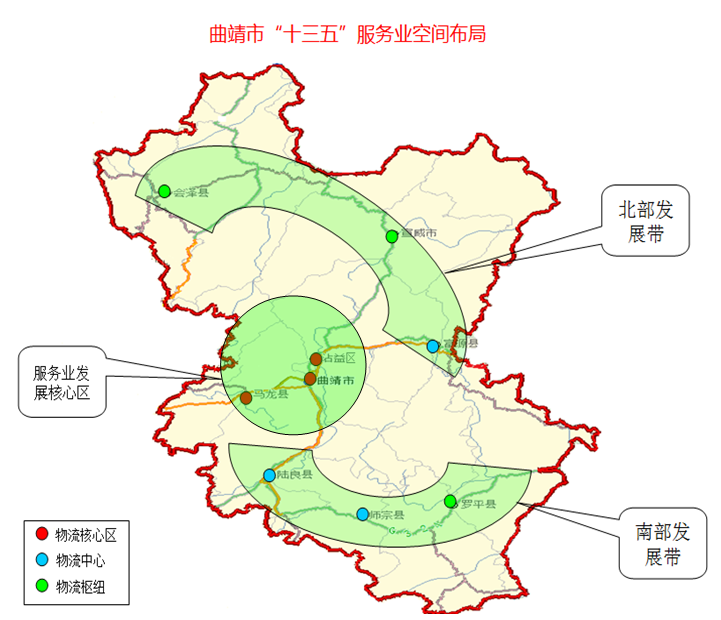 曲靖市“十三五”服务业空间布局
会泽县
宣威市
北部发
展带
富源县
沾益区
曲靖市
马龙县
服务业发
展核心区
陆良县
师宗县
罗平县
南部发
展带
物流核心区
物流中心
物流枢纽